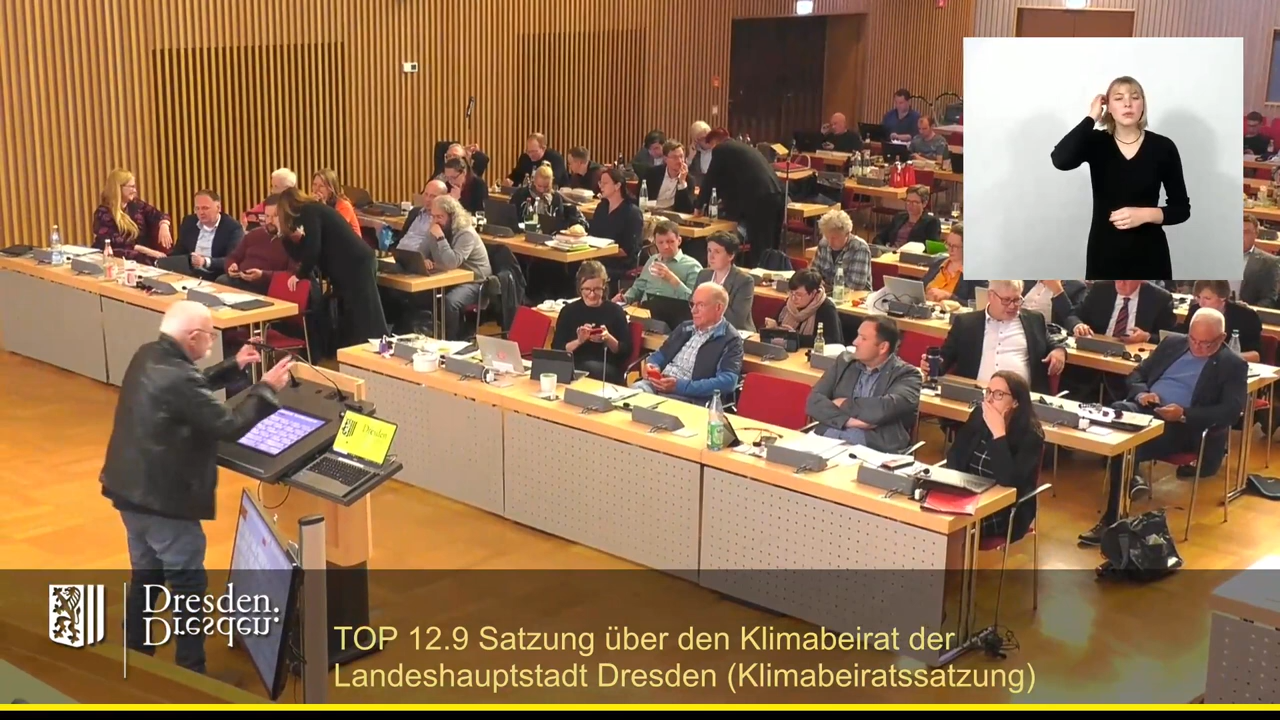 Dresden.
Dresden.
TOP 12.9 Satzung über den Klimabeirat der
Landeshauptstadt Dresden (Klimabeiratssatzung)
Dresden